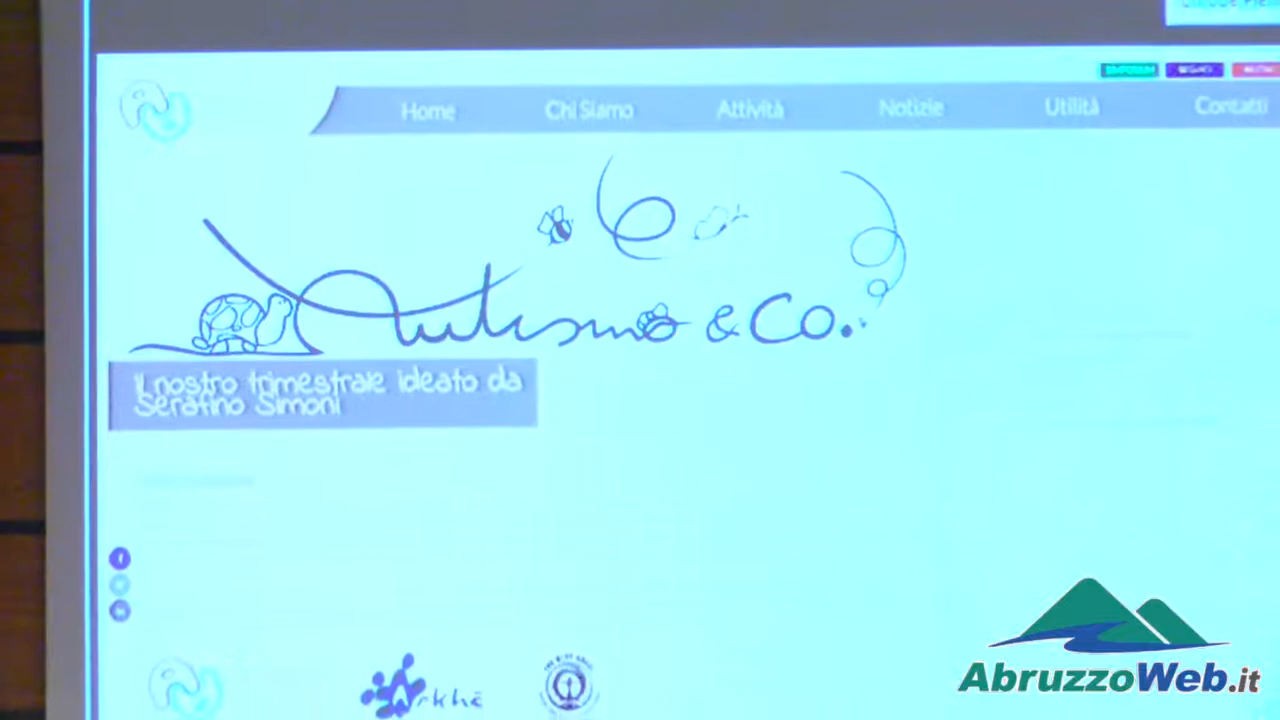 Home Chi Siamo Attività Notizie Utilità Contatti
Autismo & Co.
Il nostro trimestrale ideato da
Serafino Simoni
Arkhè
AbruzzoWeb.it